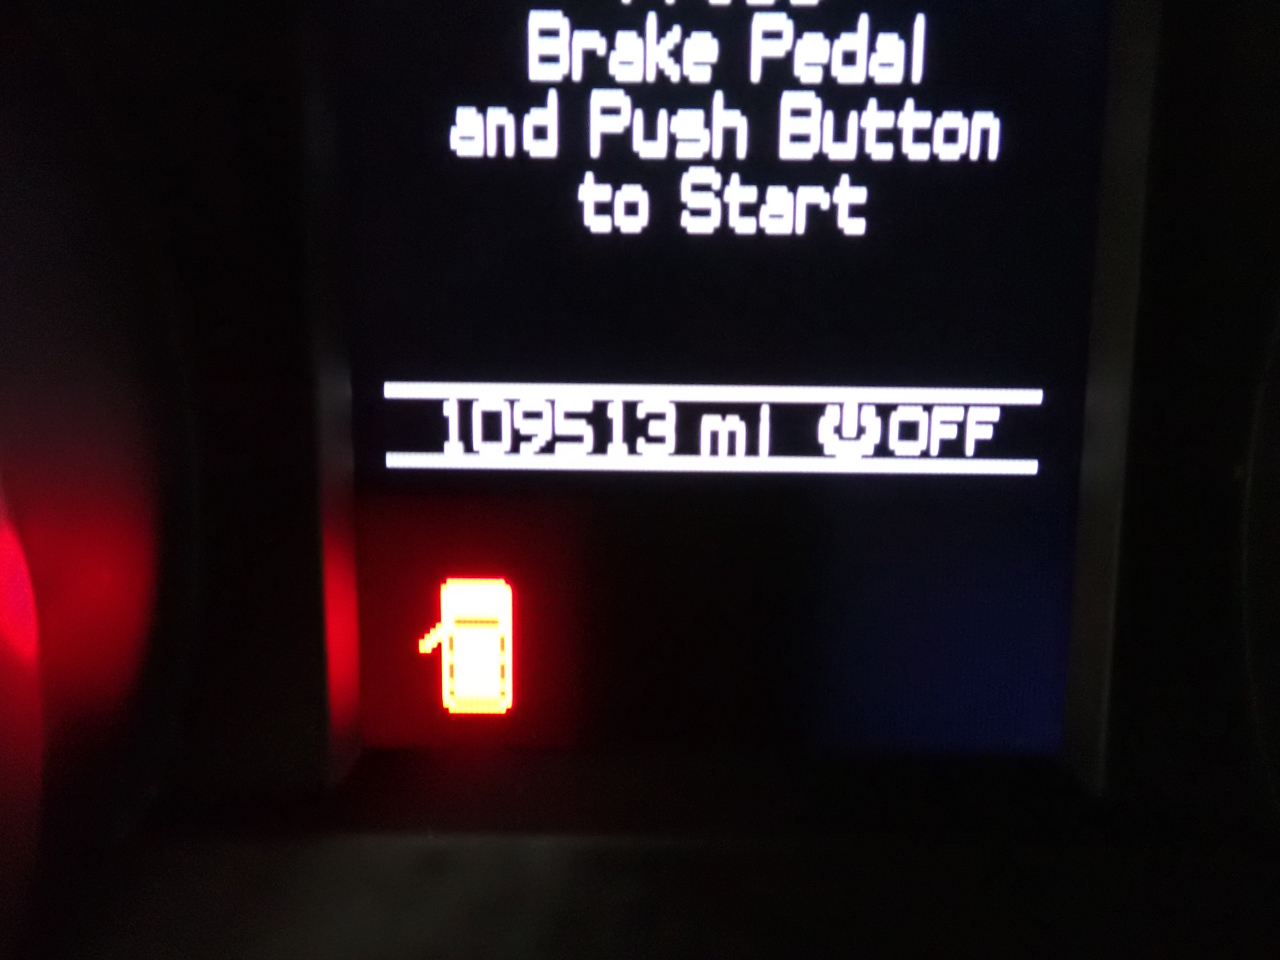 Brake Pedal
and Push Button
to Start
109513 mi OFF